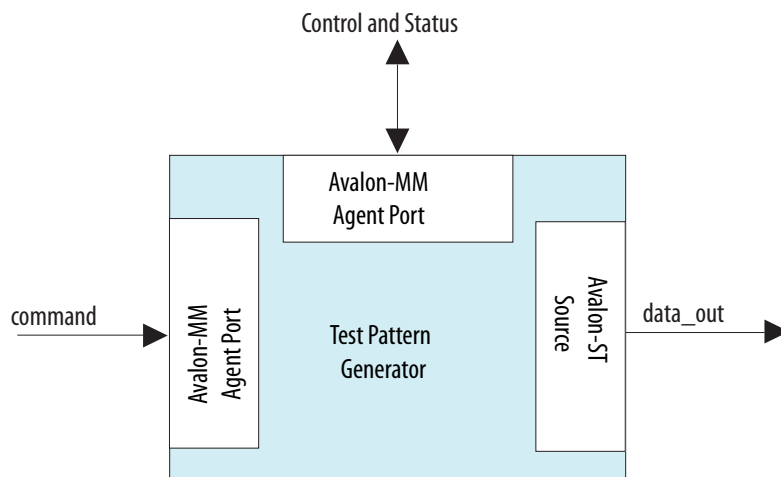 Control and Status
Avalon-MM
Agent Port
command
Avalon-MM
Agent Port
Test Pattern
Generator
Avalon-ST
Source
data_out